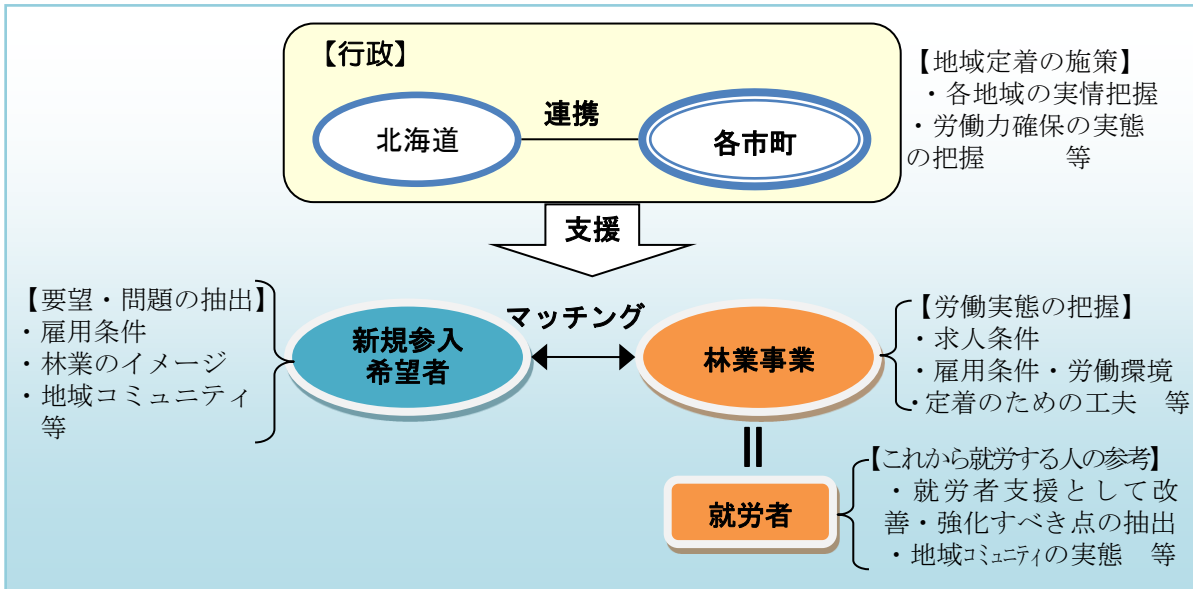 【行政】
北海道
連携
各市町
【地域定着の施策】
・各地域の実情把握
・労働力確保の実態
の把握　　　等
支援
【要望・問題の抽出】
・雇用条件
・林業のイメージ
・地域コミュニティ
等
新規参入
希望者
マッチング
林業事業
【労働実態の把握】
・求人条件
・雇用条件・労働環境
・定着のための工夫　等
就労者
【これから就労する人の参考】
・就労者支援として改
善・強化すべき点の抽出
・地域コミュニティの実態　等